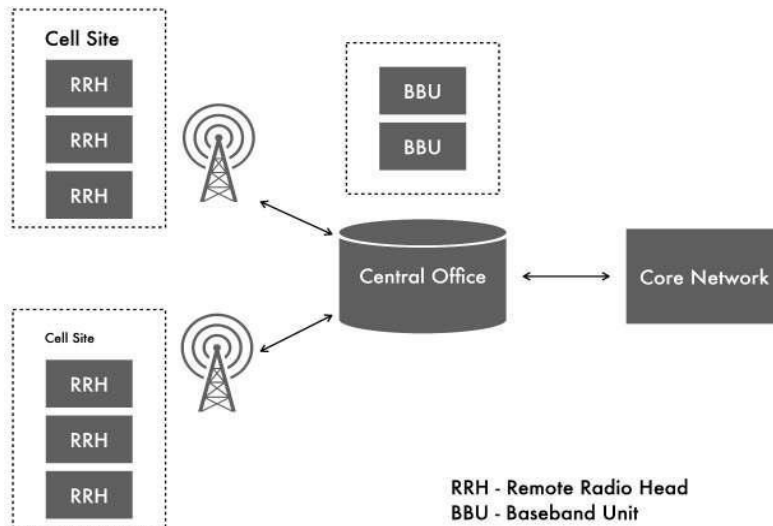 Cell Site
RRH
RRH
RRH
BBU
BBU
Central Office
Core Network
Cell Site
RRH
RRH
RRH
RRH - Remote Radio Head
BBU - Baseband Unit